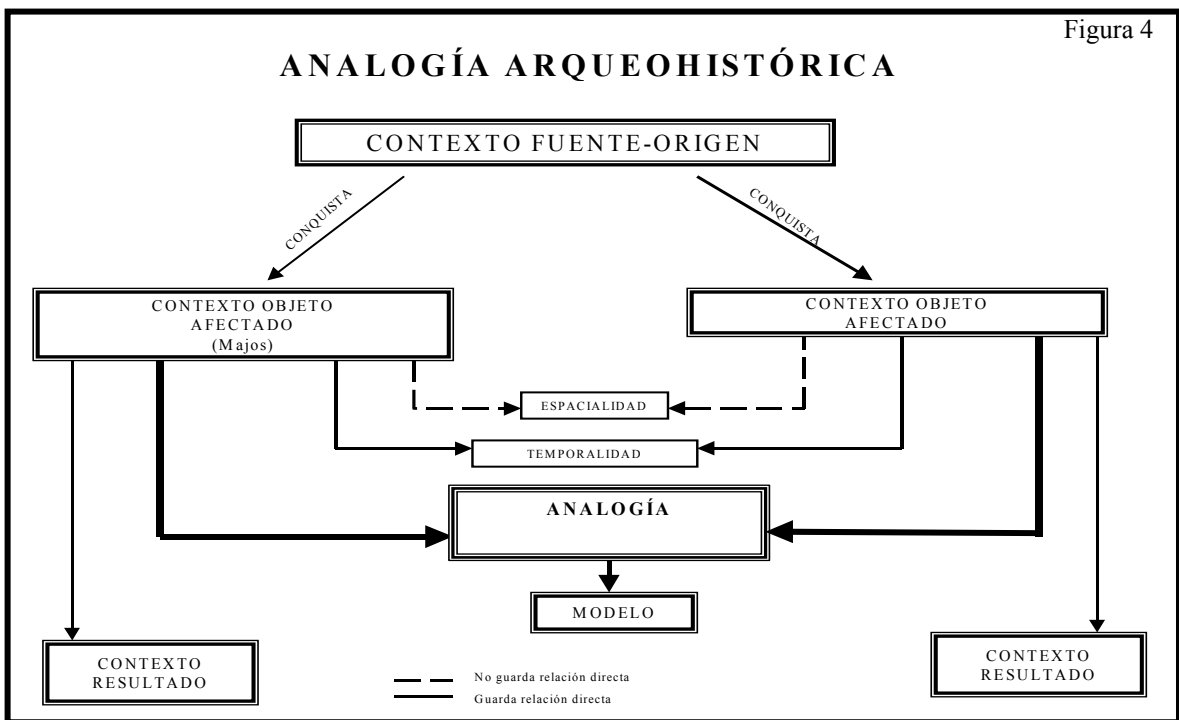 Figura 4
ANALOGÍA ARQUEOHISTÓRICA
CONTEXTO FUENTE-ORIGEN
CONQUISTA
CONQUISTA
CONTEXTO OBJETO
AFECTADO
(Majos)
CONTEXTO OBJETO
AFECTADO
ESPACIALIDAD
TEMPORALIDAD
ANALOGÍA
MODELO
CONTEXTO
RESULTADO
CONTEXTO
RESULTADO
No guarda relación directa
Guarda relación directa